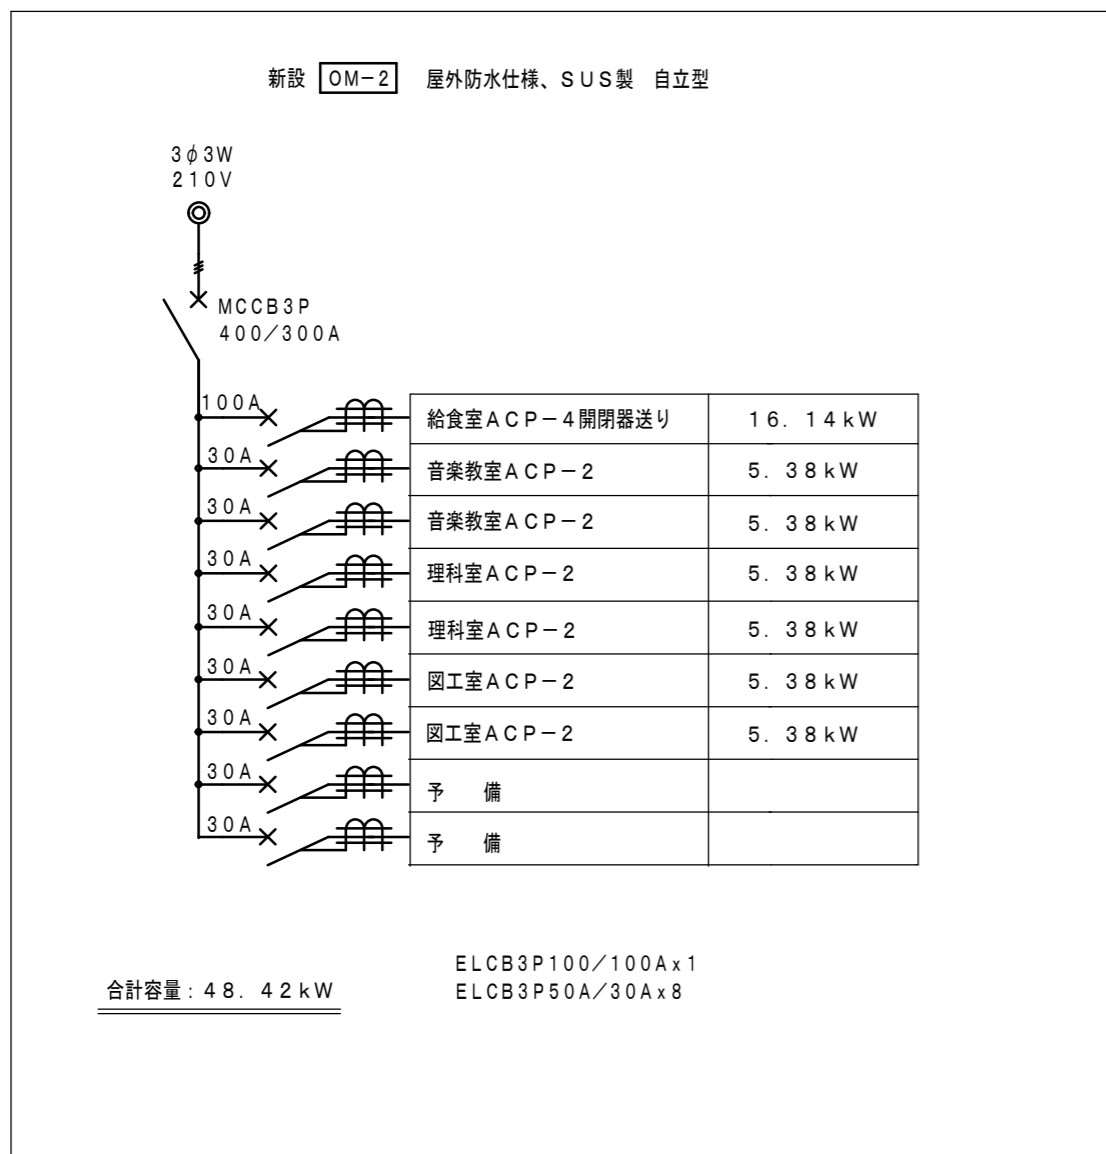 新設 OM-2 屋外防水仕様、SUS製 自立型
3φ3W
210V
MCCB3P
400/300A
100A 給食室ACP-4開閉器送り 16.14kW
30A 音楽教室ACP-2 5.38kW
30A 音楽教室ACP-2 5.38kW
30A 理科室ACP-2 5.38kW
30A 理科室ACP-2 5.38kW
30A 図工室ACP-2 5.38kW
30A 図工室ACP-2 5.38kW
30A 予 備
30A 予 備
ELCB3P100/100Ax1
ELCB3P50A/30Ax8
合計容量:48.42kW